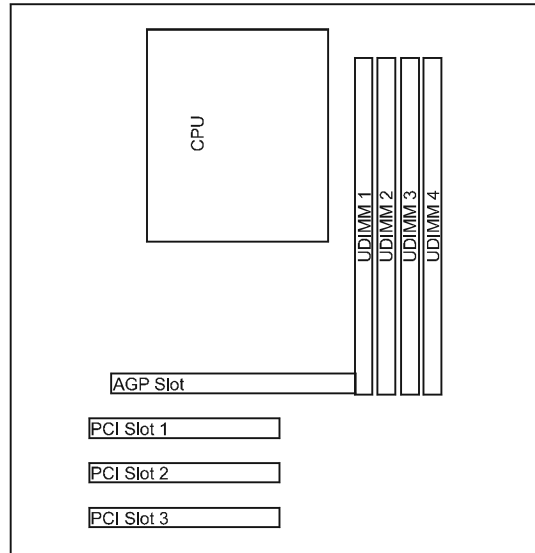 CPU
UDIMM 1
UDIMM 2
UDIMM 3
UDIMM 4
AGP Slot
PCI Slot 1
PCI Slot 2
PCI Slot 3